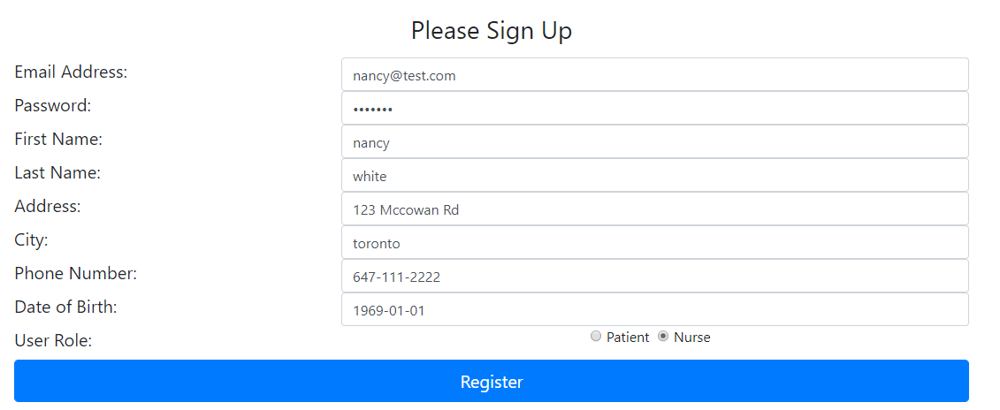 Please Sign Up
Email Address: nancy@test.com
Password: •••••••
First Name: nancy
Last Name: white
Address: 123 Mccowan Rd
City: toronto
Phone Number: 647-111-2222
Date of Birth: 1969-01-01
User Role: Patient Nurse
Register